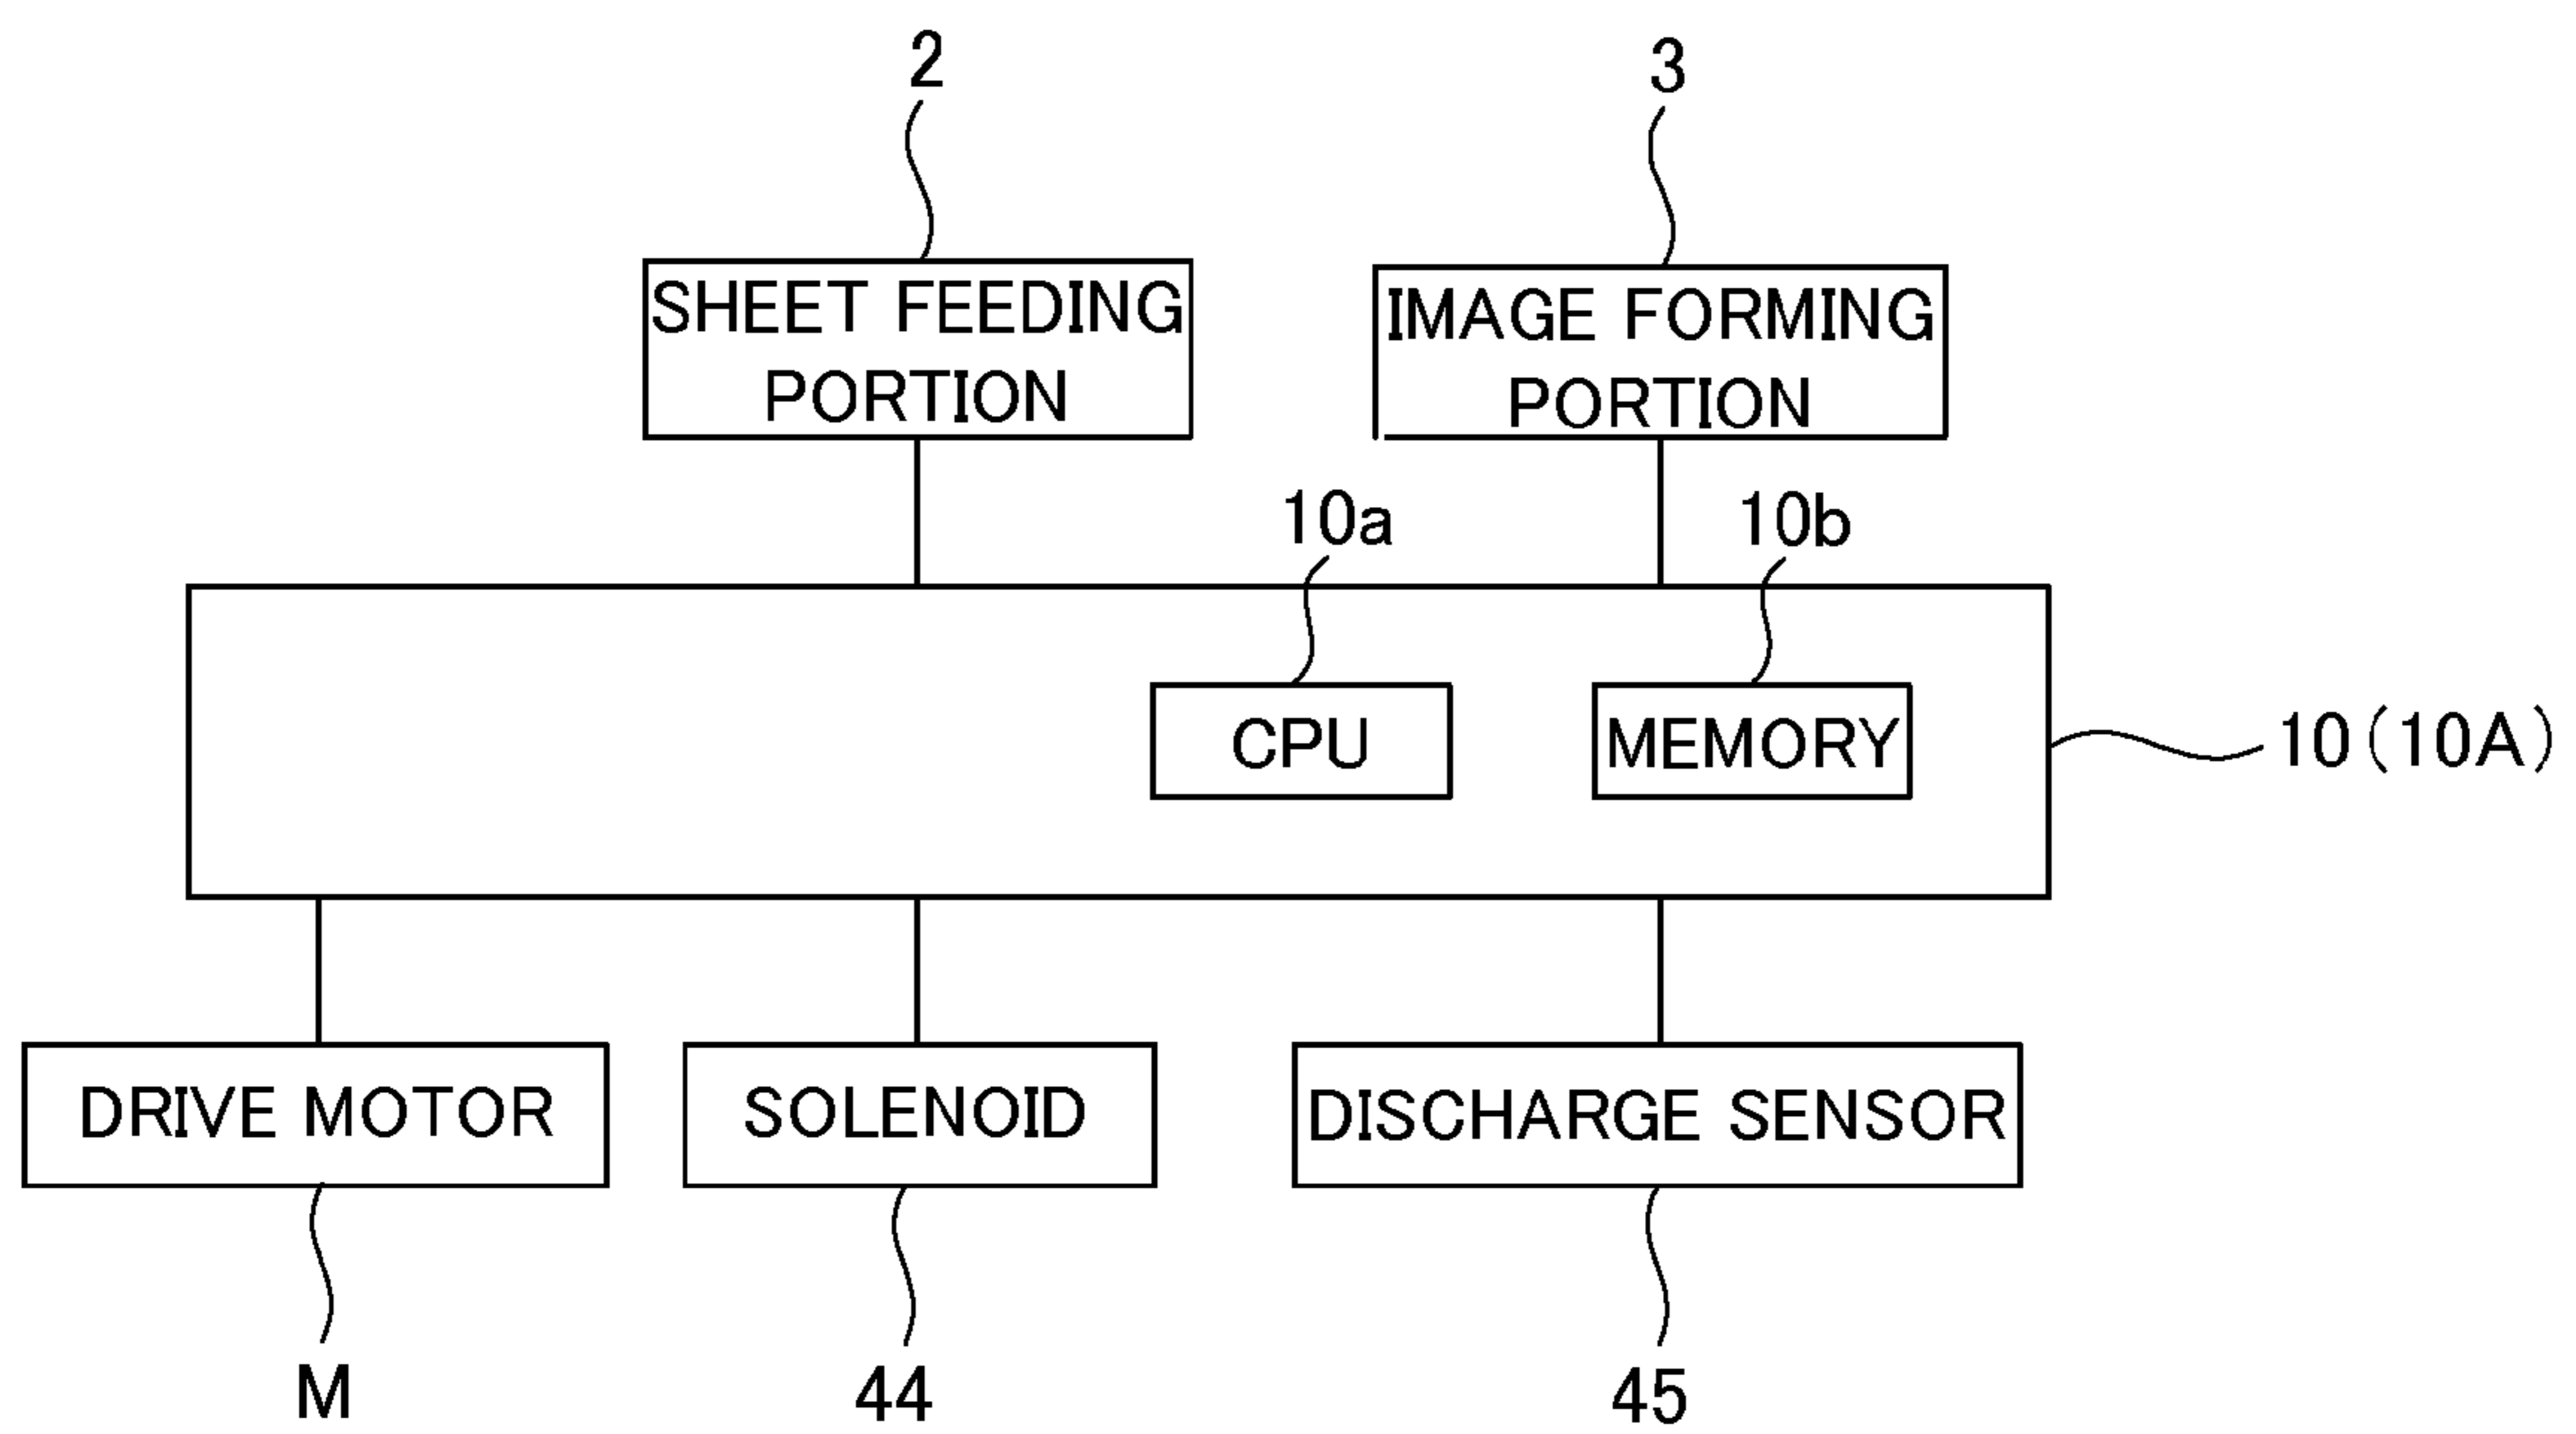 2
3
SHEET FEEDING
PORTION
IMAGE FORMING
PORTION
10a
10b
CPU
MEMORY
10(10A)
DRIVE MOTOR
SOLENOID
DISCHARGE SENSOR
M
44
45